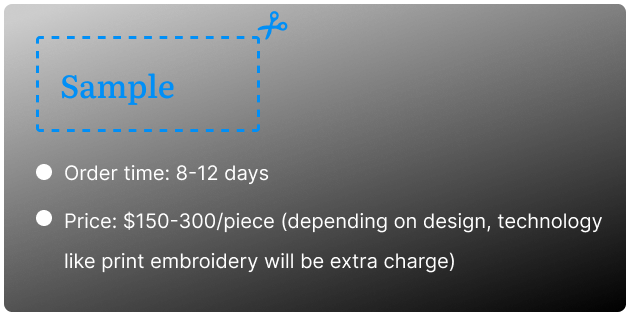 Sample
Order time: 8-12 days
Price: $150-300/piece (depending on design, technology
like print embroidery will be extra charge)